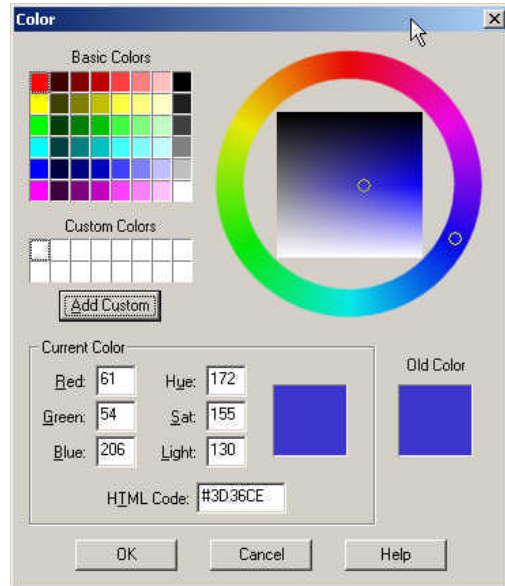 Color
Basic Colors
Custom Colors
Add Custom
Current Color
Red: 61 Hue: 172
Green: 54 Sat: 155
Blue: 206 Light: 130
HTML Code: #3D36CE
Old Color
OK Cancel Help